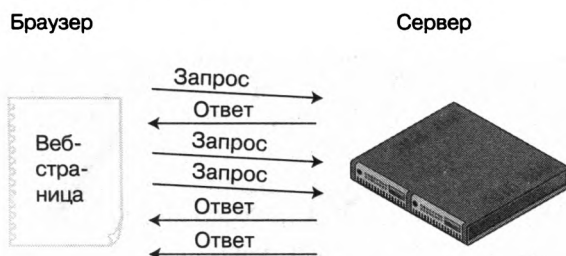 Браузер
Сервер
Запрос
Ответ
Веб-
стра-
ница
Запрос
Запрос
Ответ
Ответ